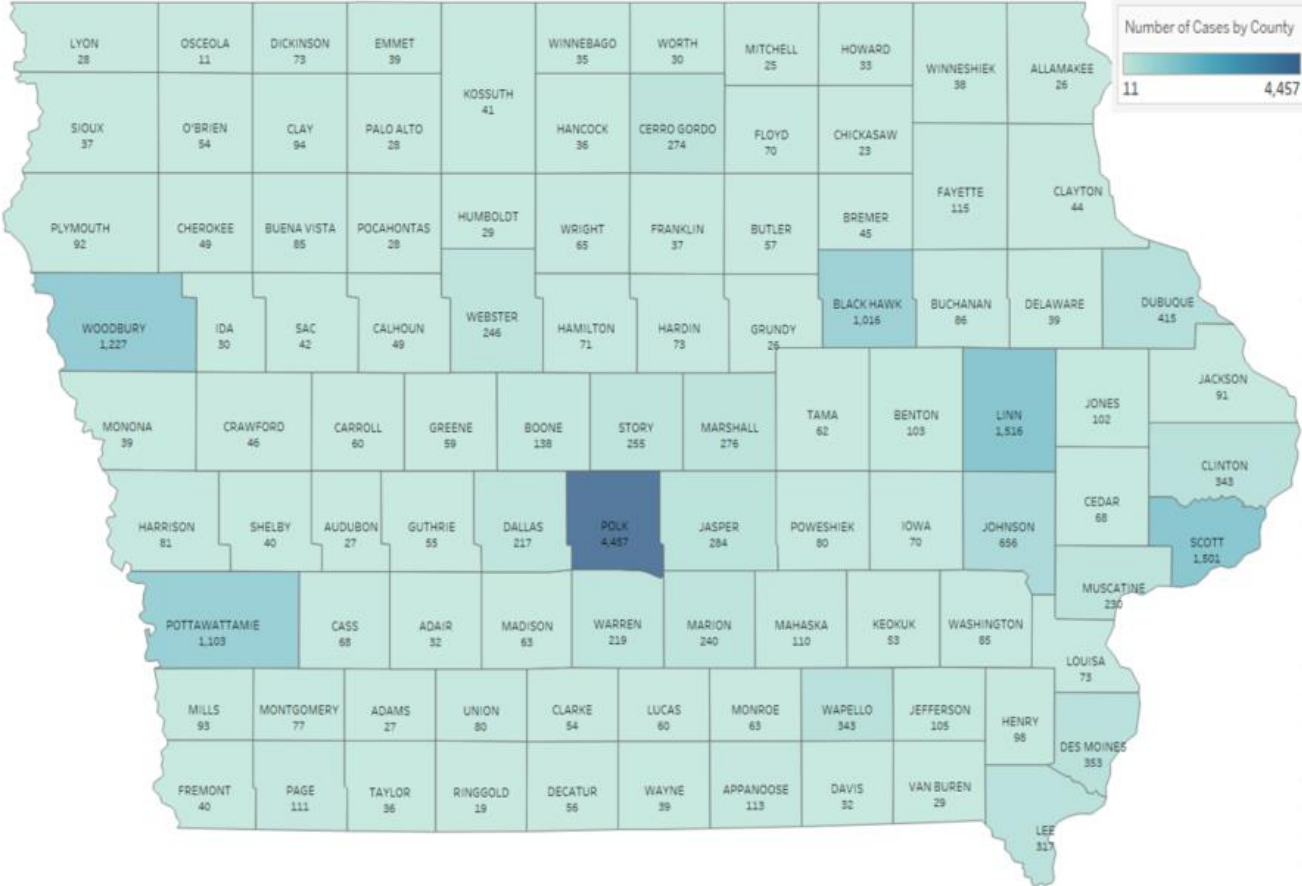 Number of Cases by County
11 4,457
LYON
28
OSCEOLA
11
DICKINSON
73
EMMET
39
KOSSUTH
41
WINNEBAGO
35
WORTH
30
MITCHELL
25
HOWARD
33
WINNESHIEK
38
ALLAMAKEE
26
SIOUX
37
O'BRIEN
54
CLAY
94
PALO ALTO
28
HANCOCK
36
CERRO GORDO
274
FLOYD
70
CHICKASAW
23
FAYETTE
115
CLAYTON
44
PLYMOUTH
92
CHEROKEE
49
BUENA VISTA
85
POCAHONTAS
28
HUMBOLDT
29
WRIGHT
65
FRANKLIN
37
BUTLER
57
BREMER
45
WOODBURY
1,227
IDA
30
SAC
42
CALHOUN
49
WEBSTER
246
HAMILTON
71
HARDIN
73
GRUNDY
26
BLACK HAWK
1,016
BUCHANAN
86
DELAWARE
39
DUBUQUE
415
MONONA
39
CRAWFORD
46
CARROLL
60
GREENE
59
BOONE
138
STORY
255
MARSHALL
276
TAMA
62
BENTON
103
LINN
1,516
JONES
102
JACKSON
91
CLINTON
343
HARRISON
81
SHELBY
40
AUDUBON
27
GUTHRIE
55
DALLAS
217
POLK
4,457
JASPER
284
POWESHIEK
80
IOWA
70
JOHNSON
656
CEDAR
68
SCOTT
1,501
MUSCATINE
230
POTTAWATTAMIE
1,103
CASS
68
ADAIR
32
MADISON
63
WARREN
219
MARION
240
MAHASKA
110
KEOKUK
53
WASHINGTON
85
LOUISA
73
MILLS
93
MONTGOMERY
77
ADAMS
27
UNION
80
CLARKE
54
LUCAS
60
MONROE
63
WAPELLO
343
JEFFERSON
105
HENRY
98
DES MOINES
353
FREMONT
40
PAGE
111
TAYLOR
36
RINGGOLD
19
DECATUR
56
WAYNE
39
APPANOOSE
113
DAVIS
32
VAN BUREN
29
LEE
317